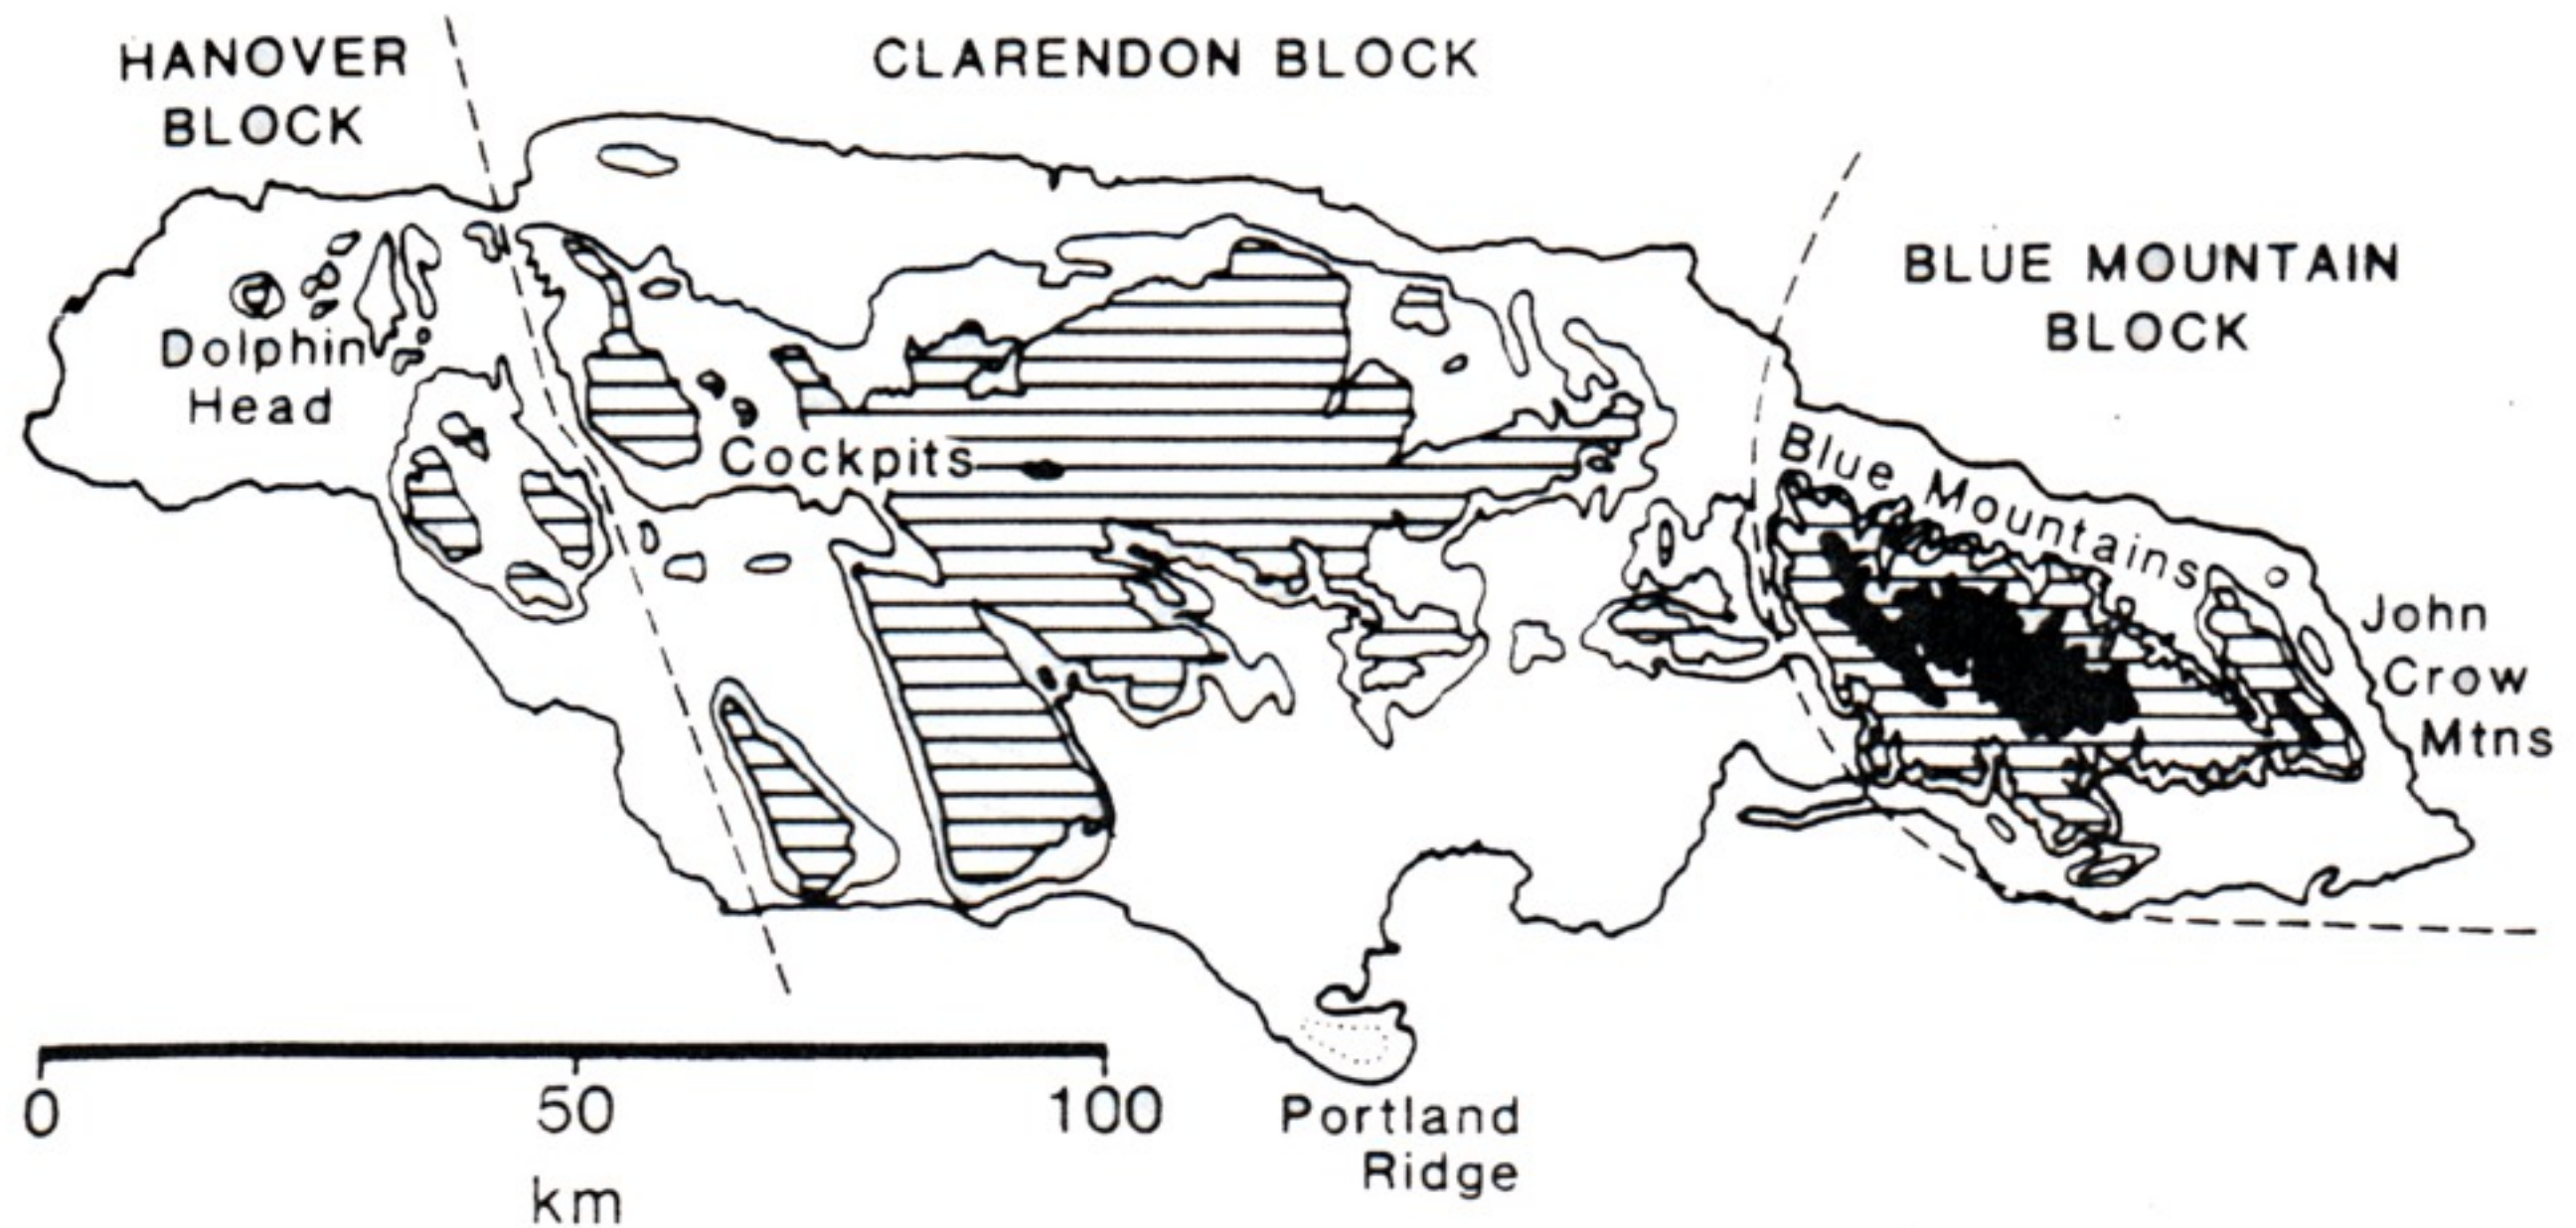 HANOVER
BLOCK
CLARENDON BLOCK
BLUE MOUNTAIN
BLOCK
Dolphin
Head
Cockpits
Blue Mountains
John
Crow
Mtns
0
50
100
km
Portland
Ridge